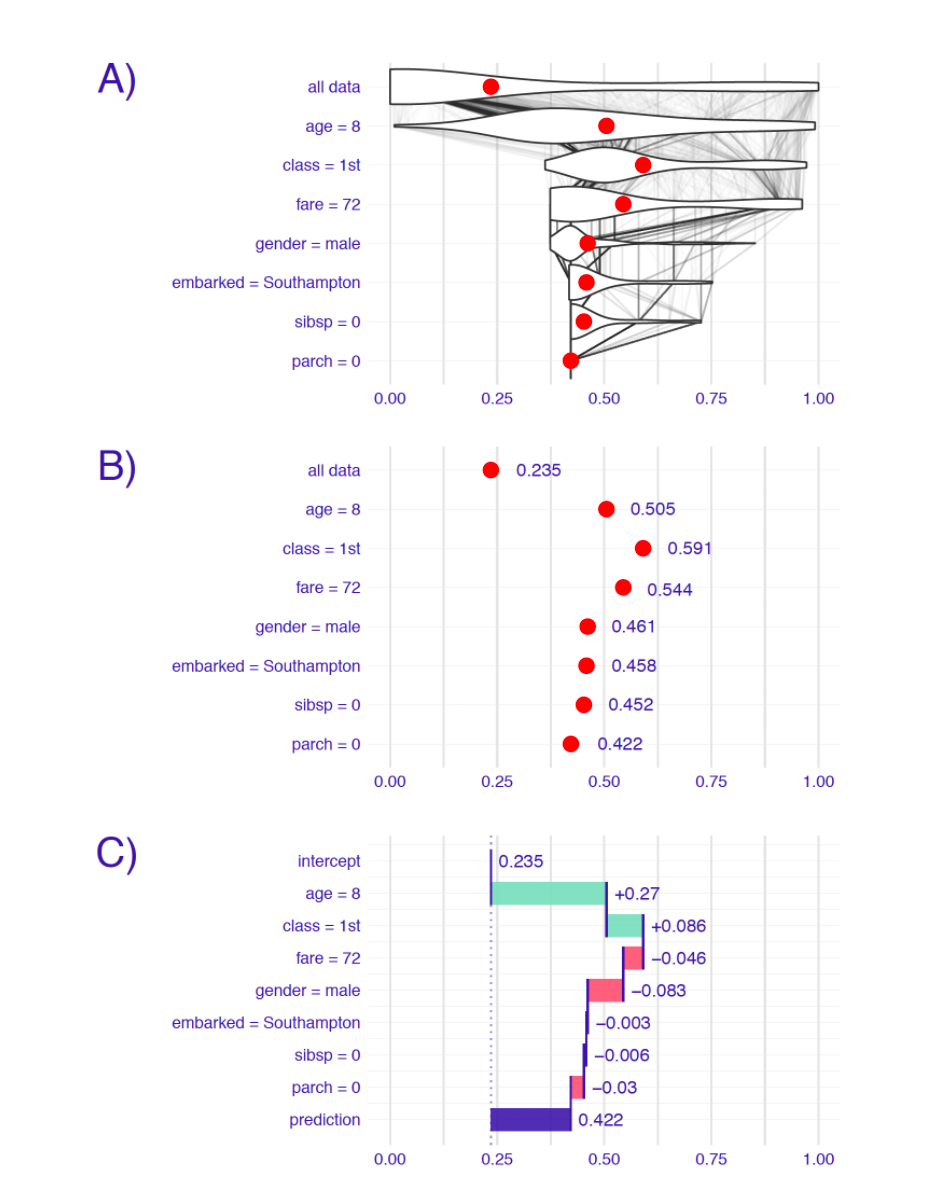 A)
all data
age = 8
class = 1st
fare = 72
gender = male
embarked = Southampton
sibsp = 0
parch = 0
0.00 0.25 0.50 0.75 1.00
B)
all data 0.235
age = 8 0.505
class = 1st 0.591
fare = 72 0.544
gender = male 0.461
embarked = Southampton 0.458
sibsp = 0 0.452
parch = 0 0.422
0.00 0.25 0.50 0.75 1.00
C)
intercept 0.235
age = 8 +0.27
class = 1st +0.086
fare = 72 −0.046
gender = male −0.083
embarked = Southampton −0.003
sibsp = 0 −0.006
parch = 0 −0.03
prediction 0.422
0.00 0.25 0.50 0.75 1.00